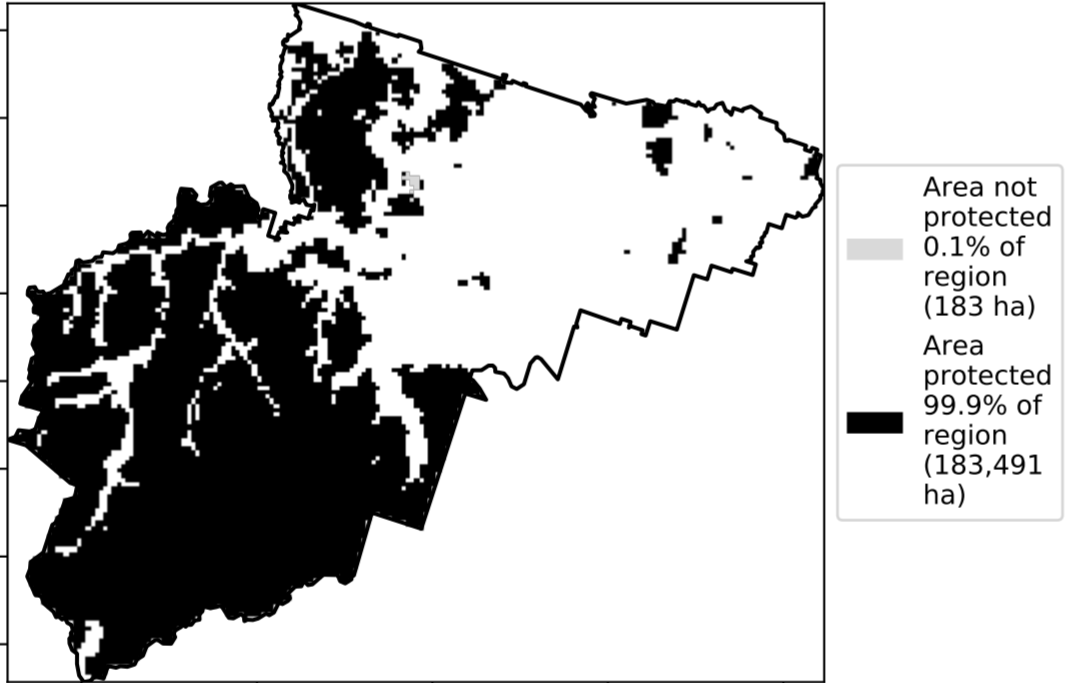 Area not
protected
0.1% of
region
(183 ha)
Area
protected
99.9% of
region
(183,491
ha)